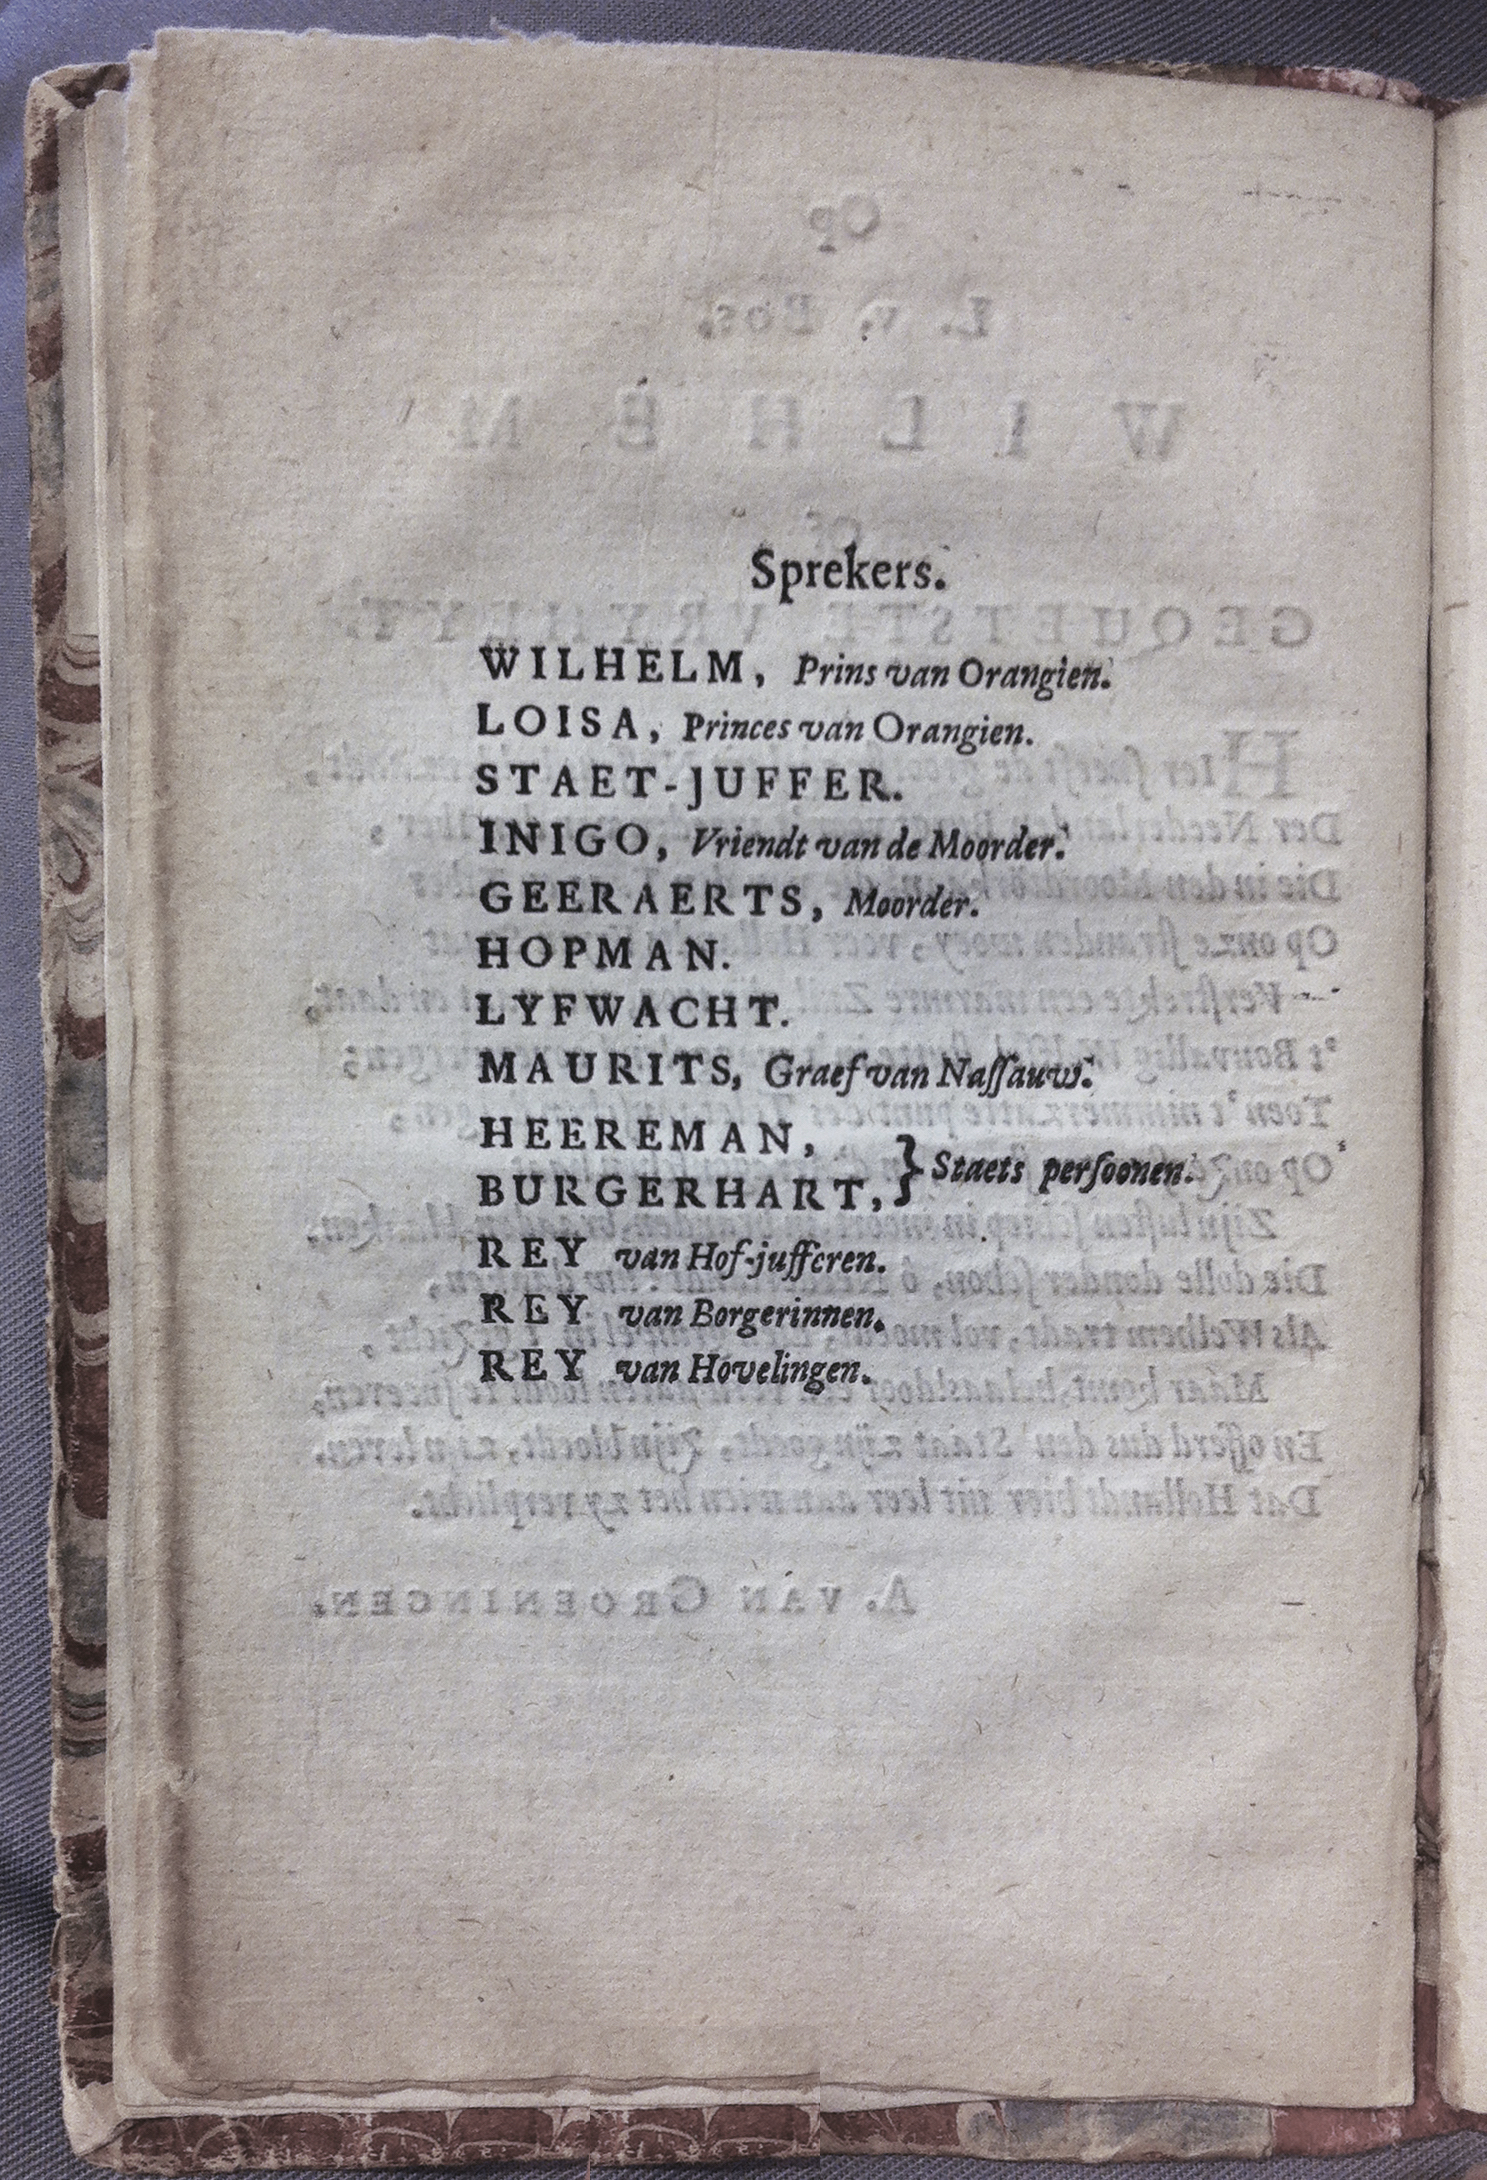 Sprekers.
WILHELM, Prins van Orangien.
LOISA, Princes van Orangien.
STAET-JUFFER.
INIGO, Vriendt van de Moorder.
GEERAERTS, Moorder.
HOPMAN.
LYFWACHT.
MAURITS, Graef van Naſſauw.
HEEREMAN,
BURGERHART, } Staets perſoonen.
REY van Hof-jufferen.
REY van Borgerinnen.
REY van Hovelingen.